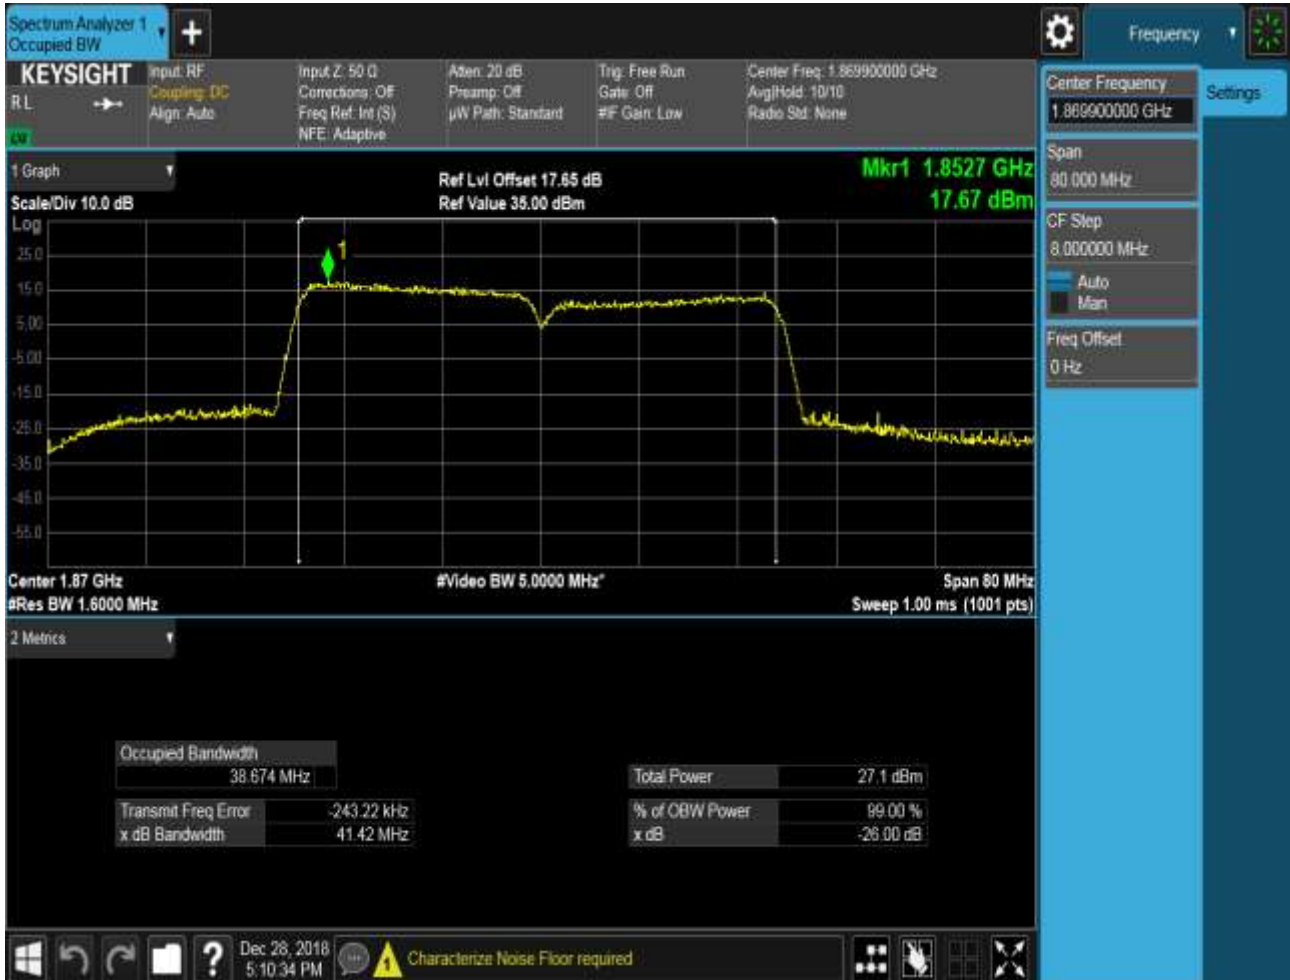 Spectrum Analyzer 1
Occupied BW
Frequency
KEYSIGHT
RL
LW
Input: RF
Coupling: DC
Align: Auto
Input Z: 50 Ω
Corrections: Off
Freq Ref: Int (S)
NFE: Adaptive
Atten: 20 dB
Preamp: Off
µW Path: Standard
Trig: Free Run
Gate: Off
#IF Gain: Low
Center Freq: 1.869900000 GHz
Avg|Hold: 10/10
Radio Std: None
Center Frequency
1.869900000 GHz
Settings
Span
80.000 MHz
CF Step
8.000000 MHz
Auto
Man
Freq Offset
0 Hz
1 Graph
Scale/Div 10.0 dB
Ref Lvl Offset 17.65 dB
Ref Value 35.00 dBm
Mkr1 1.8527 GHz
17.67 dBm
Log
25.0
15.0
5.00
-5.00
-15.0
-25.0
-35.0
-45.0
-55.0
1
Center 1.87 GHz
#Res BW 1.6000 MHz
#Video BW 5.0000 MHz*
Span 80 MHz
Sweep 1.00 ms (1001 pts)
2 Metrics
Occupied Bandwidth
38.674 MHz
Transmit Freq Error -243.22 kHz
x dB Bandwidth 41.42 MHz
Total Power 27.1 dBm
% of OBW Power 99.00 %
x dB -26.00 dB
?
Dec 28, 2018
5:10:34 PM
1
Characterize Noise Floor required